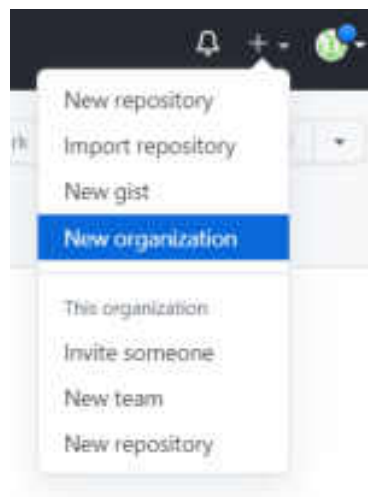 New repository
Import repository
New gist
New organization
This organization
Invite someone
New team
New repository